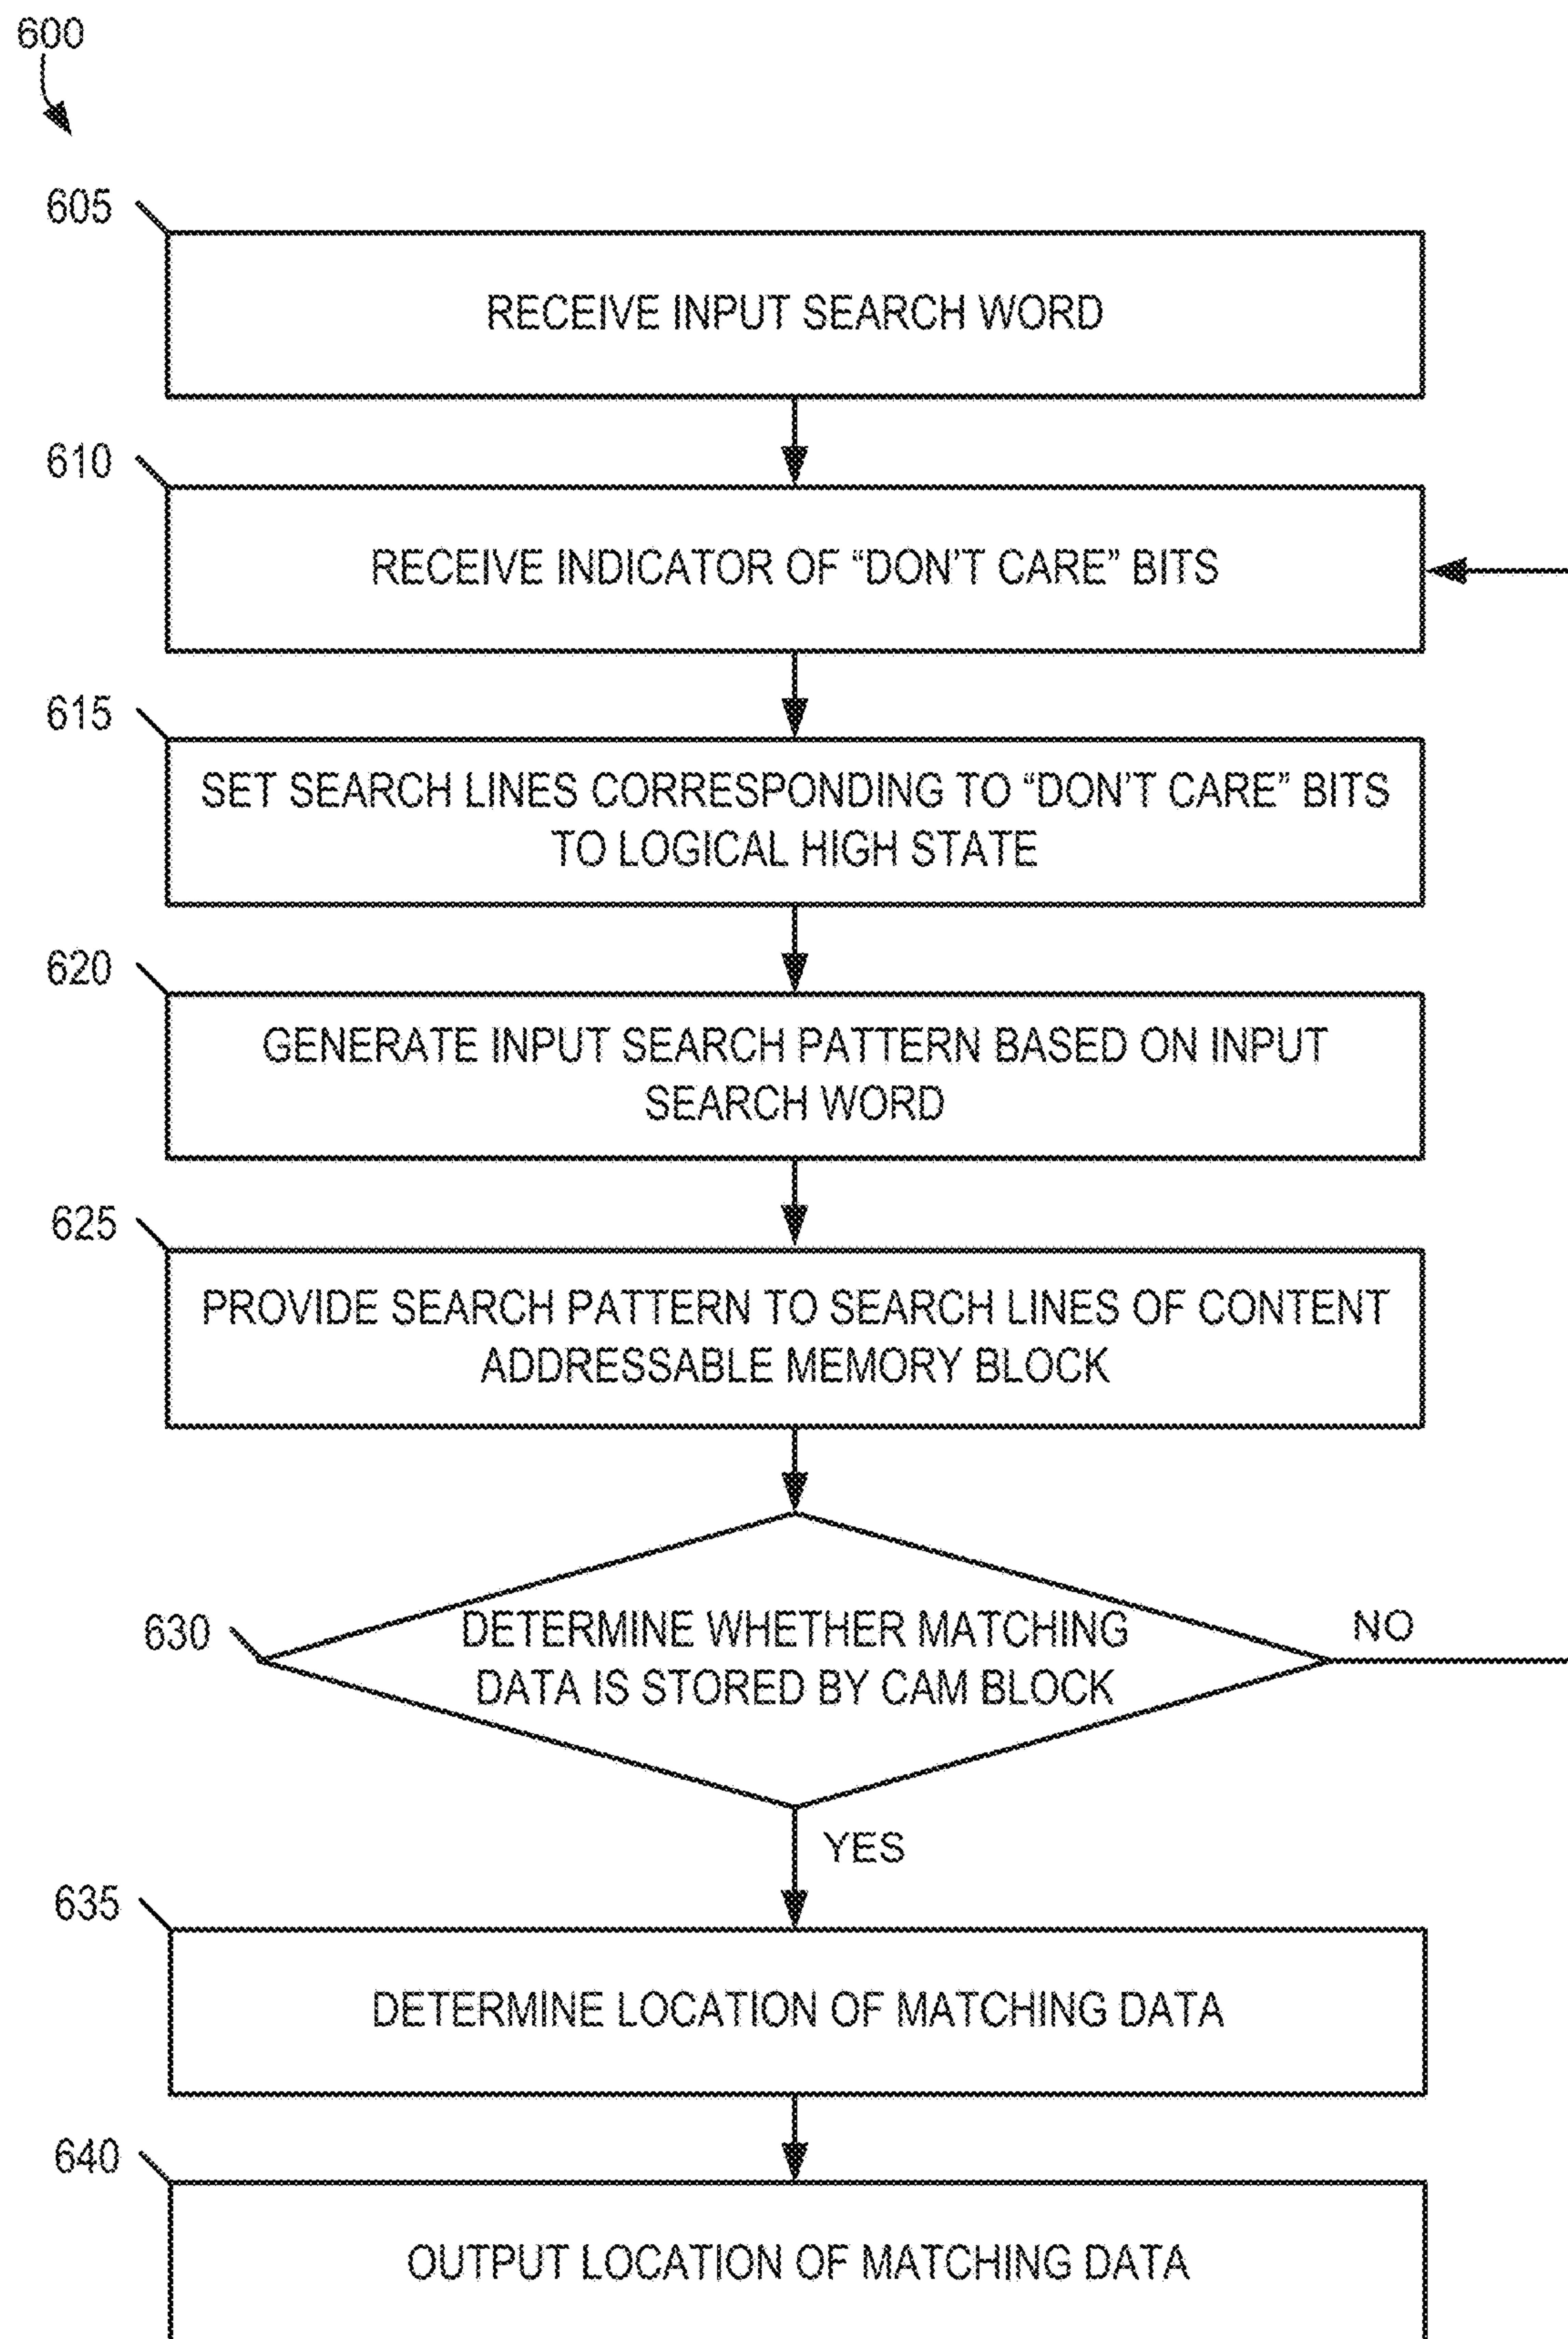 600
605
RECEIVE INPUT SEARCH WORD
610
RECEIVE INDICATOR OF “DON’T CARE” BITS
615
SET SEARCH LINES CORRESPONDING TO “DON’T CARE” BITS
TO LOGICAL HIGH STATE
620
GENERATE INPUT SEARCH PATTERN BASED ON INPUT
SEARCH WORD
625
PROVIDE SEARCH PATTERN TO SEARCH LINES OF CONTENT
ADDRESSABLE MEMORY BLOCK
630
DETERMINE WHETHER MATCHING
DATA IS STORED BY CAM BLOCK
NO
YES
635
DETERMINE LOCATION OF MATCHING DATA
640
OUTPUT LOCATION OF MATCHING DATA